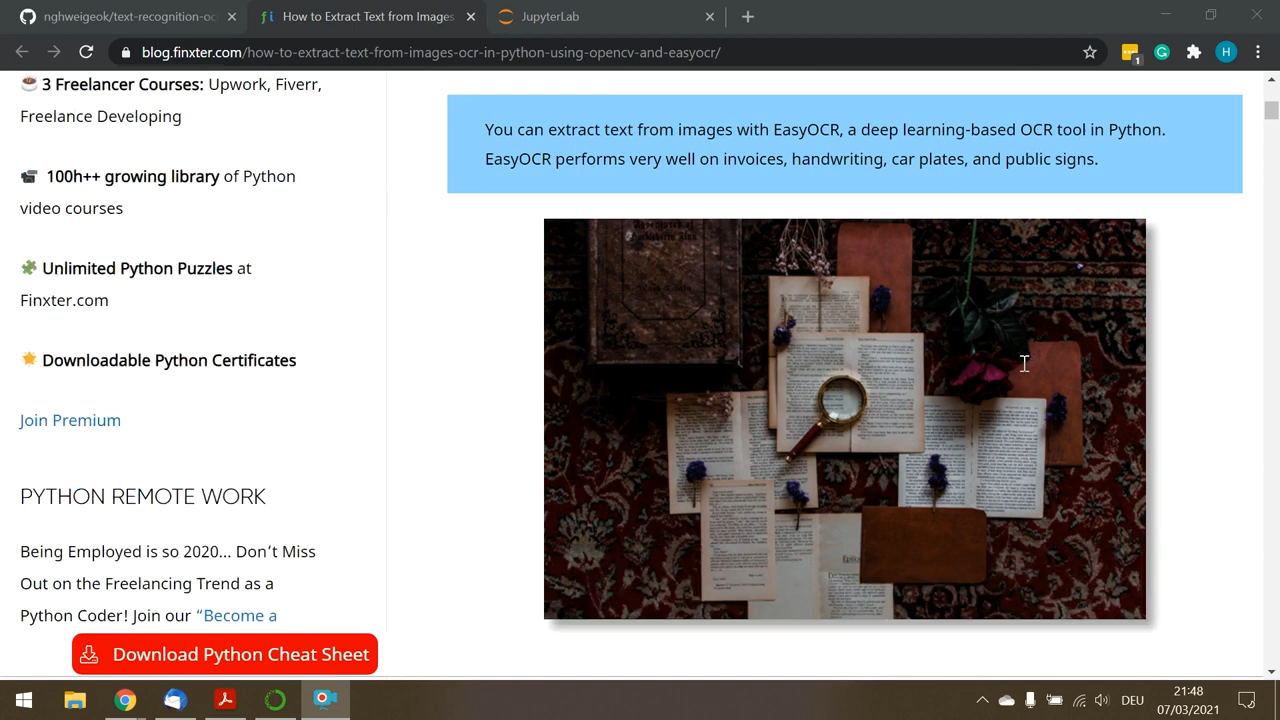 nghweigeok/text-recognition-oc
How to Extract Text from Images
JupyterLab
blog.finxter.com/how-to-extract-text-from-images-ocr-in-python-using-opencv-and-easyocr/
1
H
3 Freelancer Courses: Upwork, Fiverr,
Freelance Developing
100h++ growing library of Python
video courses
Unlimited Python Puzzles at
Finxter.com
Downloadable Python Certificates
Join Premium
PYTHON REMOTE WORK
Being Employed is so 2020... Don't Miss
Out on the Freelancing Trend as a
Python Coder! Join our “Become a
Download Python Cheat Sheet
You can extract text from images with EasyOCR, a deep learning-based OCR tool in Python.
EasyOCR performs very well on invoices, handwriting, car plates, and public signs.
DEU
21:48
07/03/2021